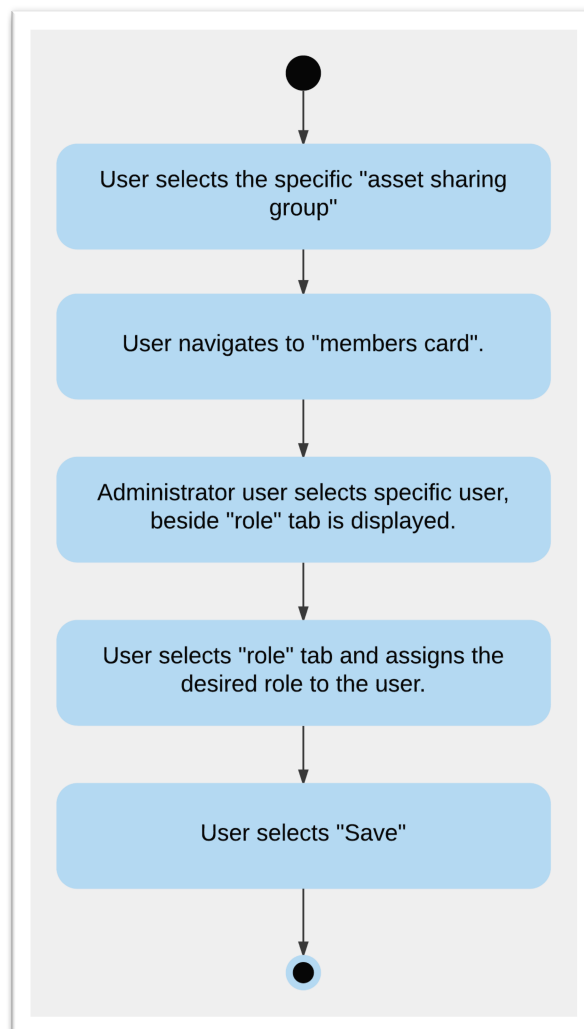 User selects the specific "asset sharing
group"
User navigates to "members card".
Administrator user selects specific user,
beside "role" tab is displayed.
User selects "role" tab and assigns the
desired role to the user.
User selects "Save"